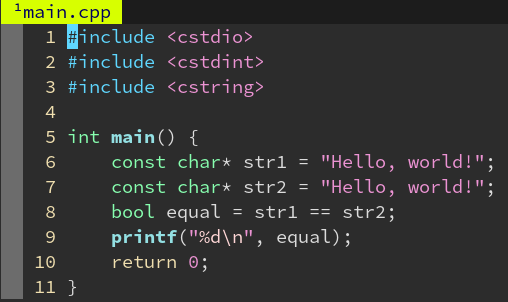 ¹main.cpp
1 #include <cstdio>
2 #include <cstdint>
3 #include <cstring>
4
5 int main() {
6     const char* str1 = "Hello, world!";
7     const char* str2 = "Hello, world!";
8     bool equal = str1 == str2;
9     printf("%d\n", equal);
10     return 0;
11 }